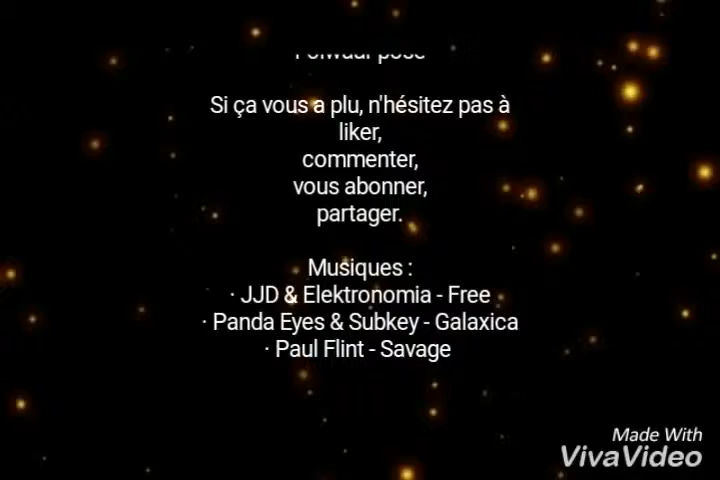 Si ça vous a plu, n'hésitez pas à
liker,
commenter,
vous abonner,
partager.
Musiques :
· JJD & Elektronomia - Free
· Panda Eyes & Subkey - Galaxica
· Paul Flint - Savage
Made With
VivaVideo